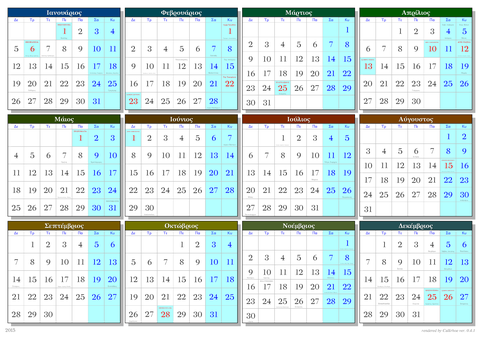 Ιανουάριος
Δε Τρ Τε Πε Πα Σα Κυ
1 2 3 4
5 6 7 8 9 10 11
12 13 14 15 16 17 18
19 20 21 22 23 24 25
26 27 28 29 30 31
Φεβρουάριος
Δε Τρ Τε Πε Πα Σα Κυ
1
2 3 4 5 6 7 8
9 10 11 12 13 14 15
16 17 18 19 20 21 22
23 24 25 26 27 28
Μάρτιος
Δε Τρ Τε Πε Πα Σα Κυ
1
2 3 4 5 6 7 8
9 10 11 12 13 14 15
16 17 18 19 20 21 22
23 24 25 26 27 28 29
30 31
Απρίλιος
Δε Τρ Τε Πε Πα Σα Κυ
1 2 3 4 5
6 7 8 9 10 11 12
13 14 15 16 17 18 19
20 21 22 23 24 25 26
27 28 29 30
Μάϊος
Δε Τρ Τε Πε Πα Σα Κυ
1 2 3
4 5 6 7 8 9 10
11 12 13 14 15 16 17
18 19 20 21 22 23 24
25 26 27 28 29 30 31
Ιούνιος
Δε Τρ Τε Πε Πα Σα Κυ
1 2 3 4 5 6 7
8 9 10 11 12 13 14
15 16 17 18 19 20 21
22 23 24 25 26 27 28
29 30
Ιούλιος
Δε Τρ Τε Πε Πα Σα Κυ
1 2 3 4 5
6 7 8 9 10 11 12
13 14 15 16 17 18 19
20 21 22 23 24 25 26
27 28 29 30 31
Αύγουστος
Δε Τρ Τε Πε Πα Σα Κυ
1 2
3 4 5 6 7 8 9
10 11 12 13 14 15 16
17 18 19 20 21 22 23
24 25 26 27 28 29 30
31
Σεπτέμβριος
Δε Τρ Τε Πε Πα Σα Κυ
1 2 3 4 5 6
7 8 9 10 11 12 13
14 15 16 17 18 19 20
21 22 23 24 25 26 27
28 29 30
Οκτώβριος
Δε Τρ Τε Πε Πα Σα Κυ
1 2 3 4
5 6 7 8 9 10 11
12 13 14 15 16 17 18
19 20 21 22 23 24 25
26 27 28 29 30 31
Νοέμβριος
Δε Τρ Τε Πε Πα Σα Κυ
1
2 3 4 5 6 7 8
9 10 11 12 13 14 15
16 17 18 19 20 21 22
23 24 25 26 27 28 29
30
Δεκέμβριος
Δε Τρ Τε Πε Πα Σα Κυ
1 2 3 4 5 6
7 8 9 10 11 12 13
14 15 16 17 18 19 20
21 22 23 24 25 26 27
28 29 30 31
2015